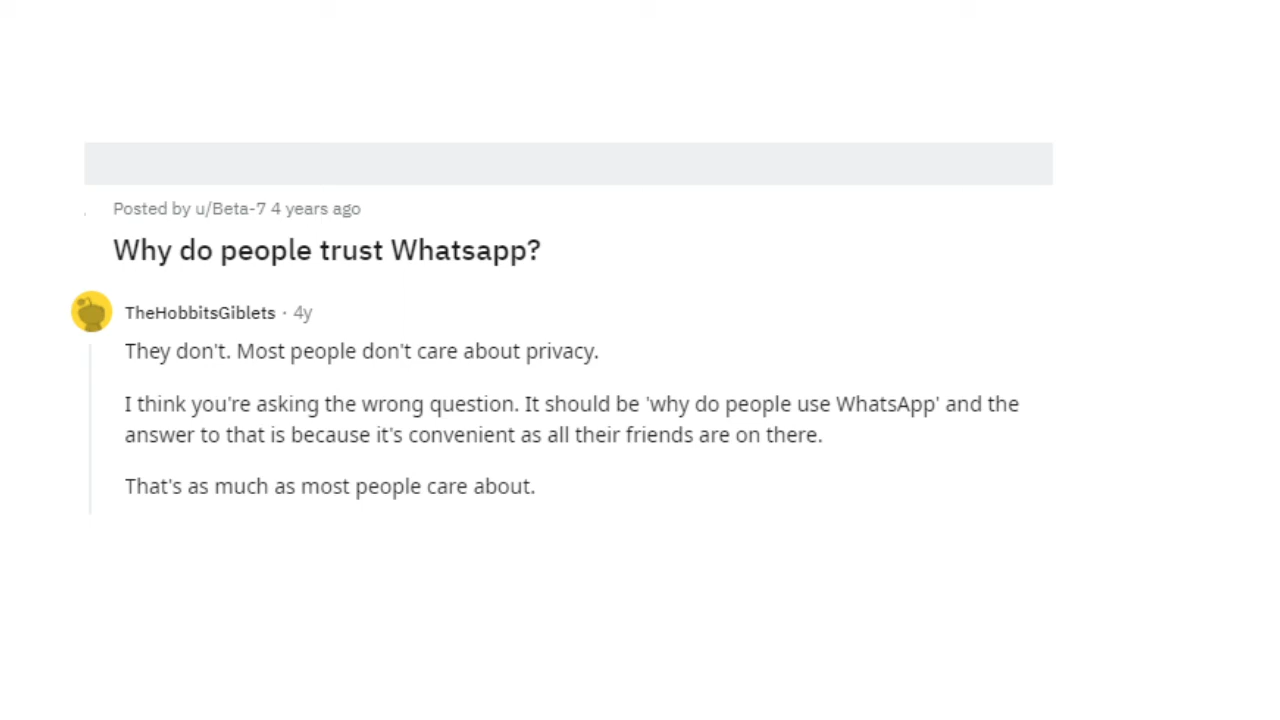 Posted by u/Beta-7 4 years ago
Why do people trust Whatsapp?
TheHobbitsGiblets · 4y
They don't. Most people don't care about privacy.
I think you're asking the wrong question. It should be 'why do people use WhatsApp' and the
answer to that is because it's convenient as all their friends are on there.
That's as much as most people care about.